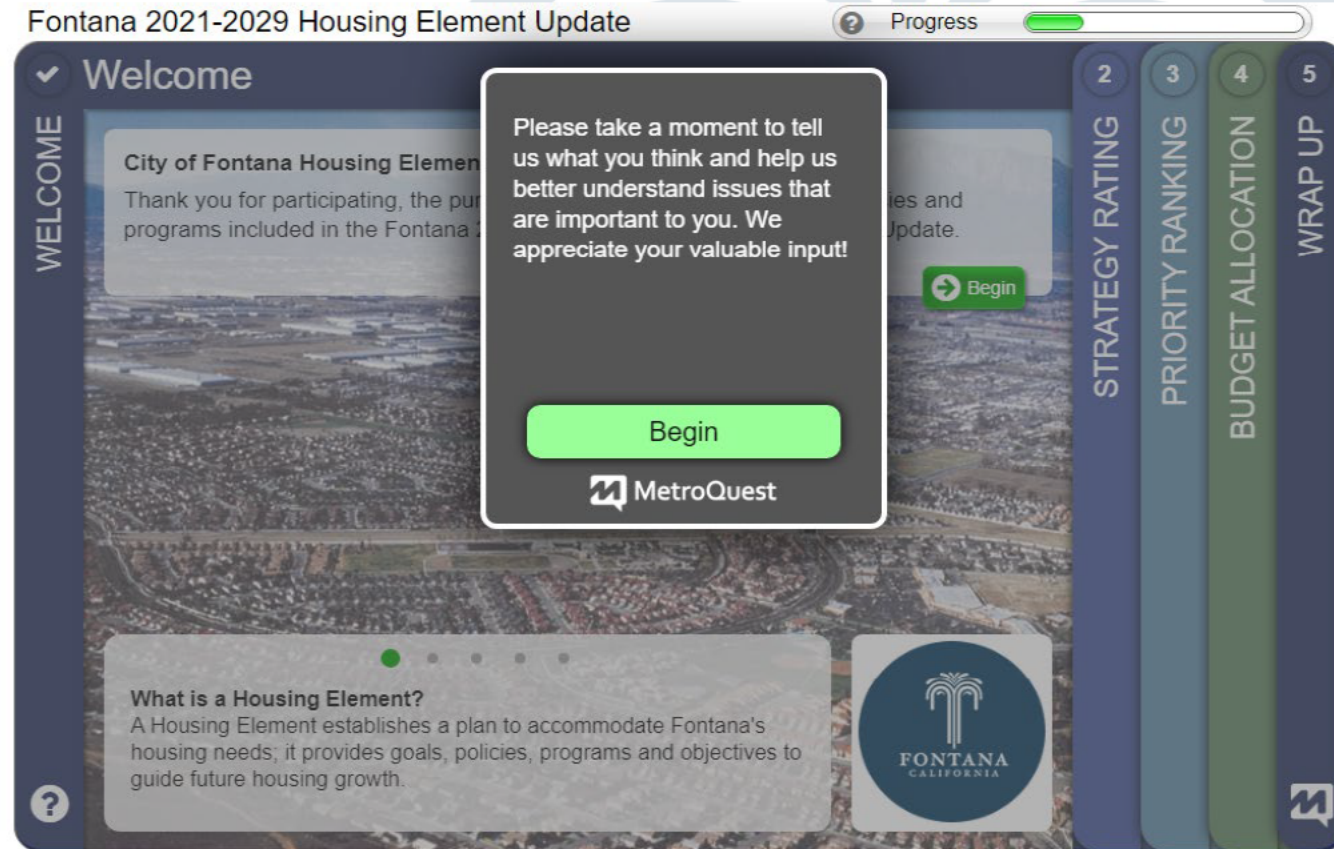 Fontana 2021-2029 Housing Element Update
? Progress
Welcome
WELCOME
City of Fontana Housing Elemen
Thank you for participating, the pur
ies and
programs included in the Fontana 2
Update.
Begin
Please take a moment to tell
us what you think and help us
better understand issues that
are important to you. We
appreciate your valuable input!
Begin
MetroQuest
2
STRATEGY RATING
3
PRIORITY RANKING
4
BUDGET ALLOCATION
5
WRAP UP
What is a Housing Element?
A Housing Element establishes a plan to accommodate Fontana's
housing needs; it provides goals, policies, programs and objectives to
guide future housing growth.
FONTANA
CALIFORNIA
?